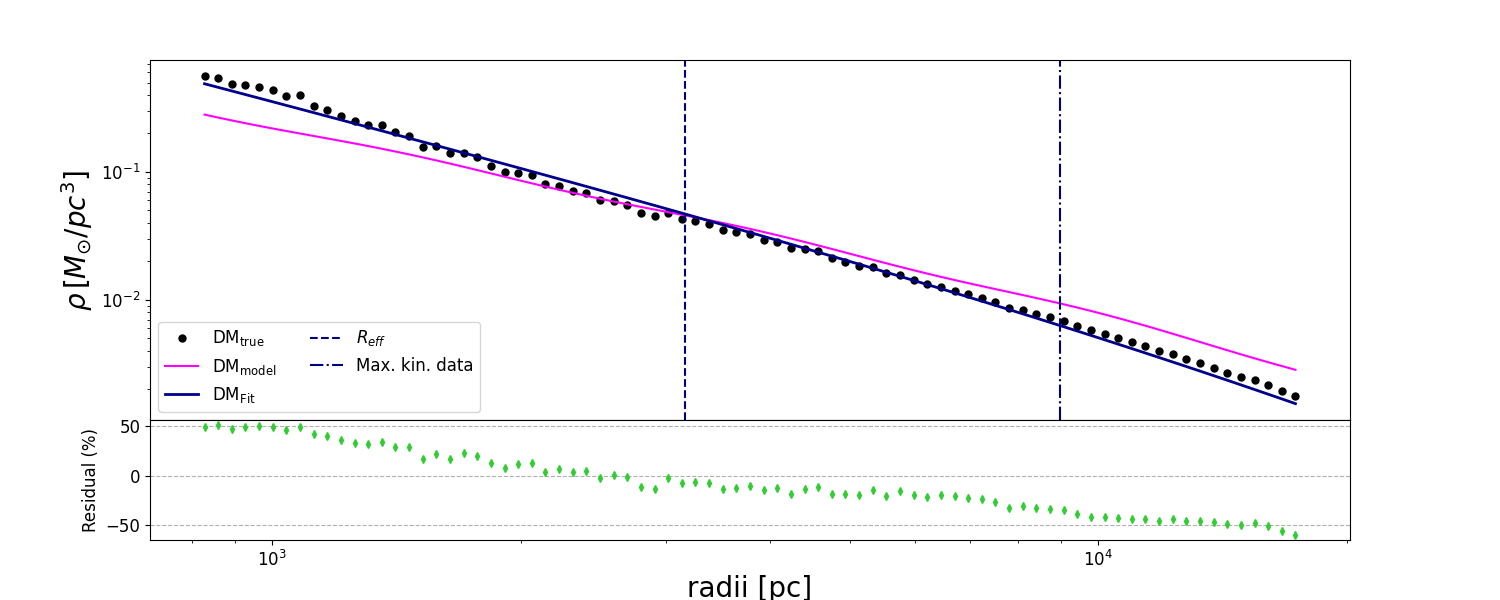 10⁻¹
10⁻²
ρ [M⊙/pc³]
DM_true
DM_model
DM_Fit
R_eff
Max. kin. data
50
0
−50
Residual (%)
10³
10⁴
radii [pc]